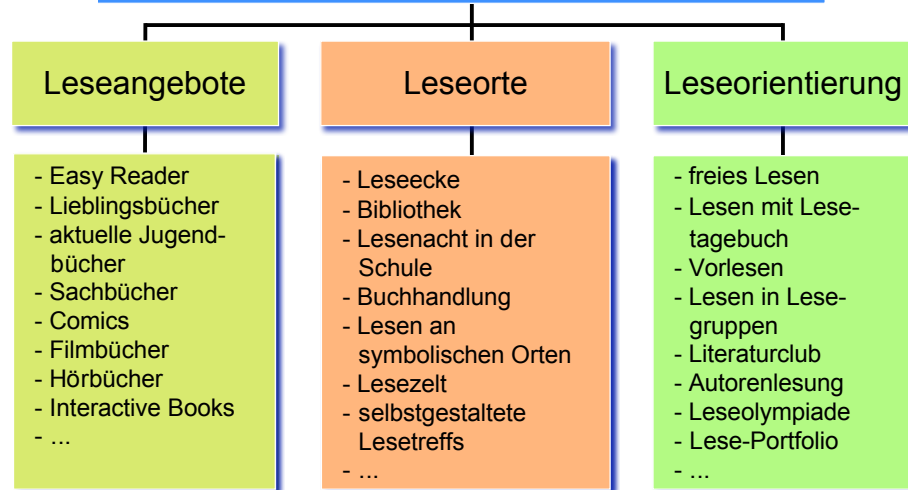 Leseangebote
- Easy Reader
- Lieblingsbücher
- aktuelle Jugend-
bücher
- Sachbücher
- Comics
- Filmbücher
- Hörbücher
- Interactive Books
- ...
Leseorte
- Leseecke
- Bibliothek
- Lesenacht in der
Schule
- Buchhandlung
- Lesen an
symbolischen Orten
- Lesezelt
- selbstgestaltete
Lesetreffs
- ...
Leseorientierung
- freies Lesen
- Lesen mit Lese-
tagebuch
- Vorlesen
- Lesen in Lese-
gruppen
- Literaturclub
- Autorenlesung
- Leseolympiade
- Lese-Portfolio
- ...